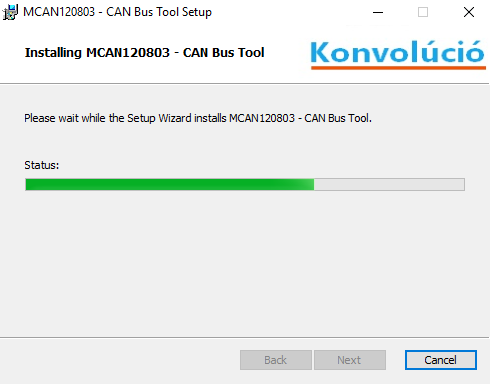 MCAN120803 - CAN Bus Tool Setup
Installing MCAN120803 - CAN Bus Tool
Konvolúció
Please wait while the Setup Wizard installs MCAN120803 - CAN Bus Tool.
Status:
Back
Next
Cancel